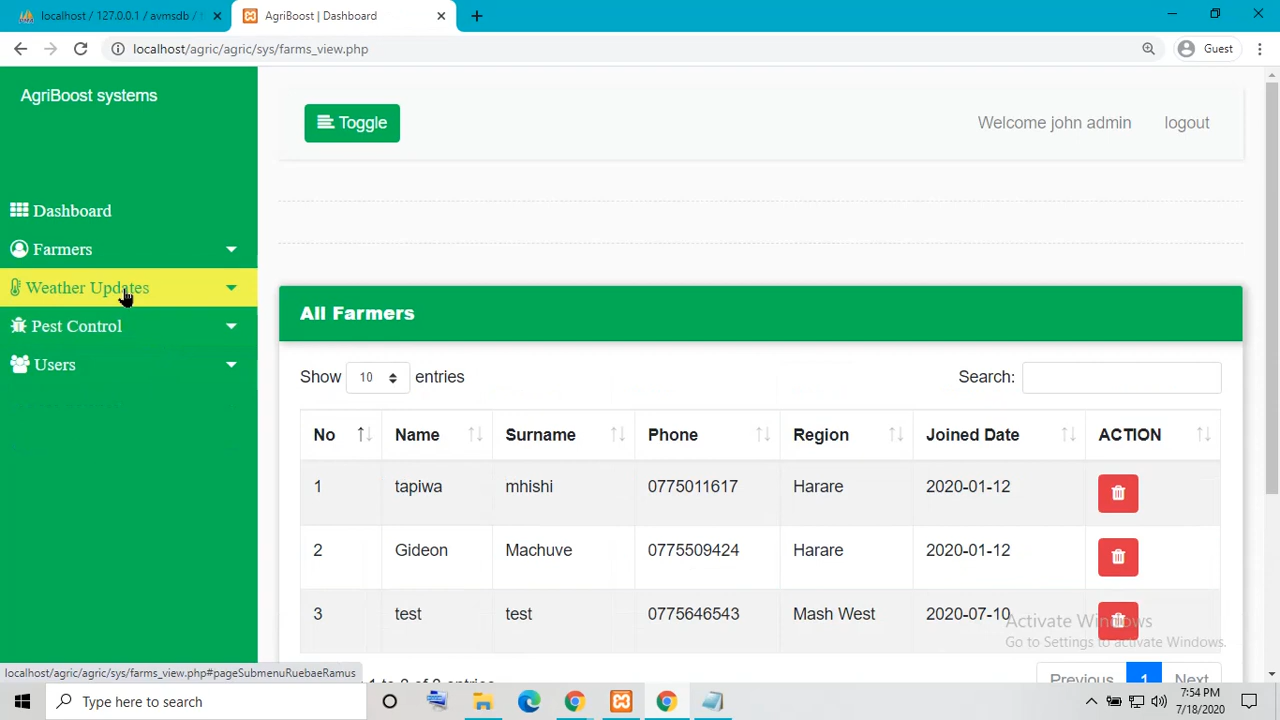 localhost / 127.0.0.1 / avmsdb /
AgriBoost | Dashboard
localhost/agric/agric/sys/farms_view.php
Guest
AgriBoost systems
Toggle
Welcome john admin
logout
Dashboard
Farmers
Weather Updates
Pest Control
Users
All Farmers
Show 10 entries
Search:
No Name Surname Phone Region Joined Date ACTION
1 tapiwa mhishi 0775011617 Harare 2020-01-12
2 Gideon Machuve 0775509424 Harare 2020-01-12
3 test test 0775646543 Mash West 2020-07-10
Activate Windows
Go to Settings to activate Windows.
localhost/agric/agric/sys/farms_view.php#pageSubmenuRuebaeRamus
entries
Previous 1 Next
Type here to search
7:54 PM
7/18/2020